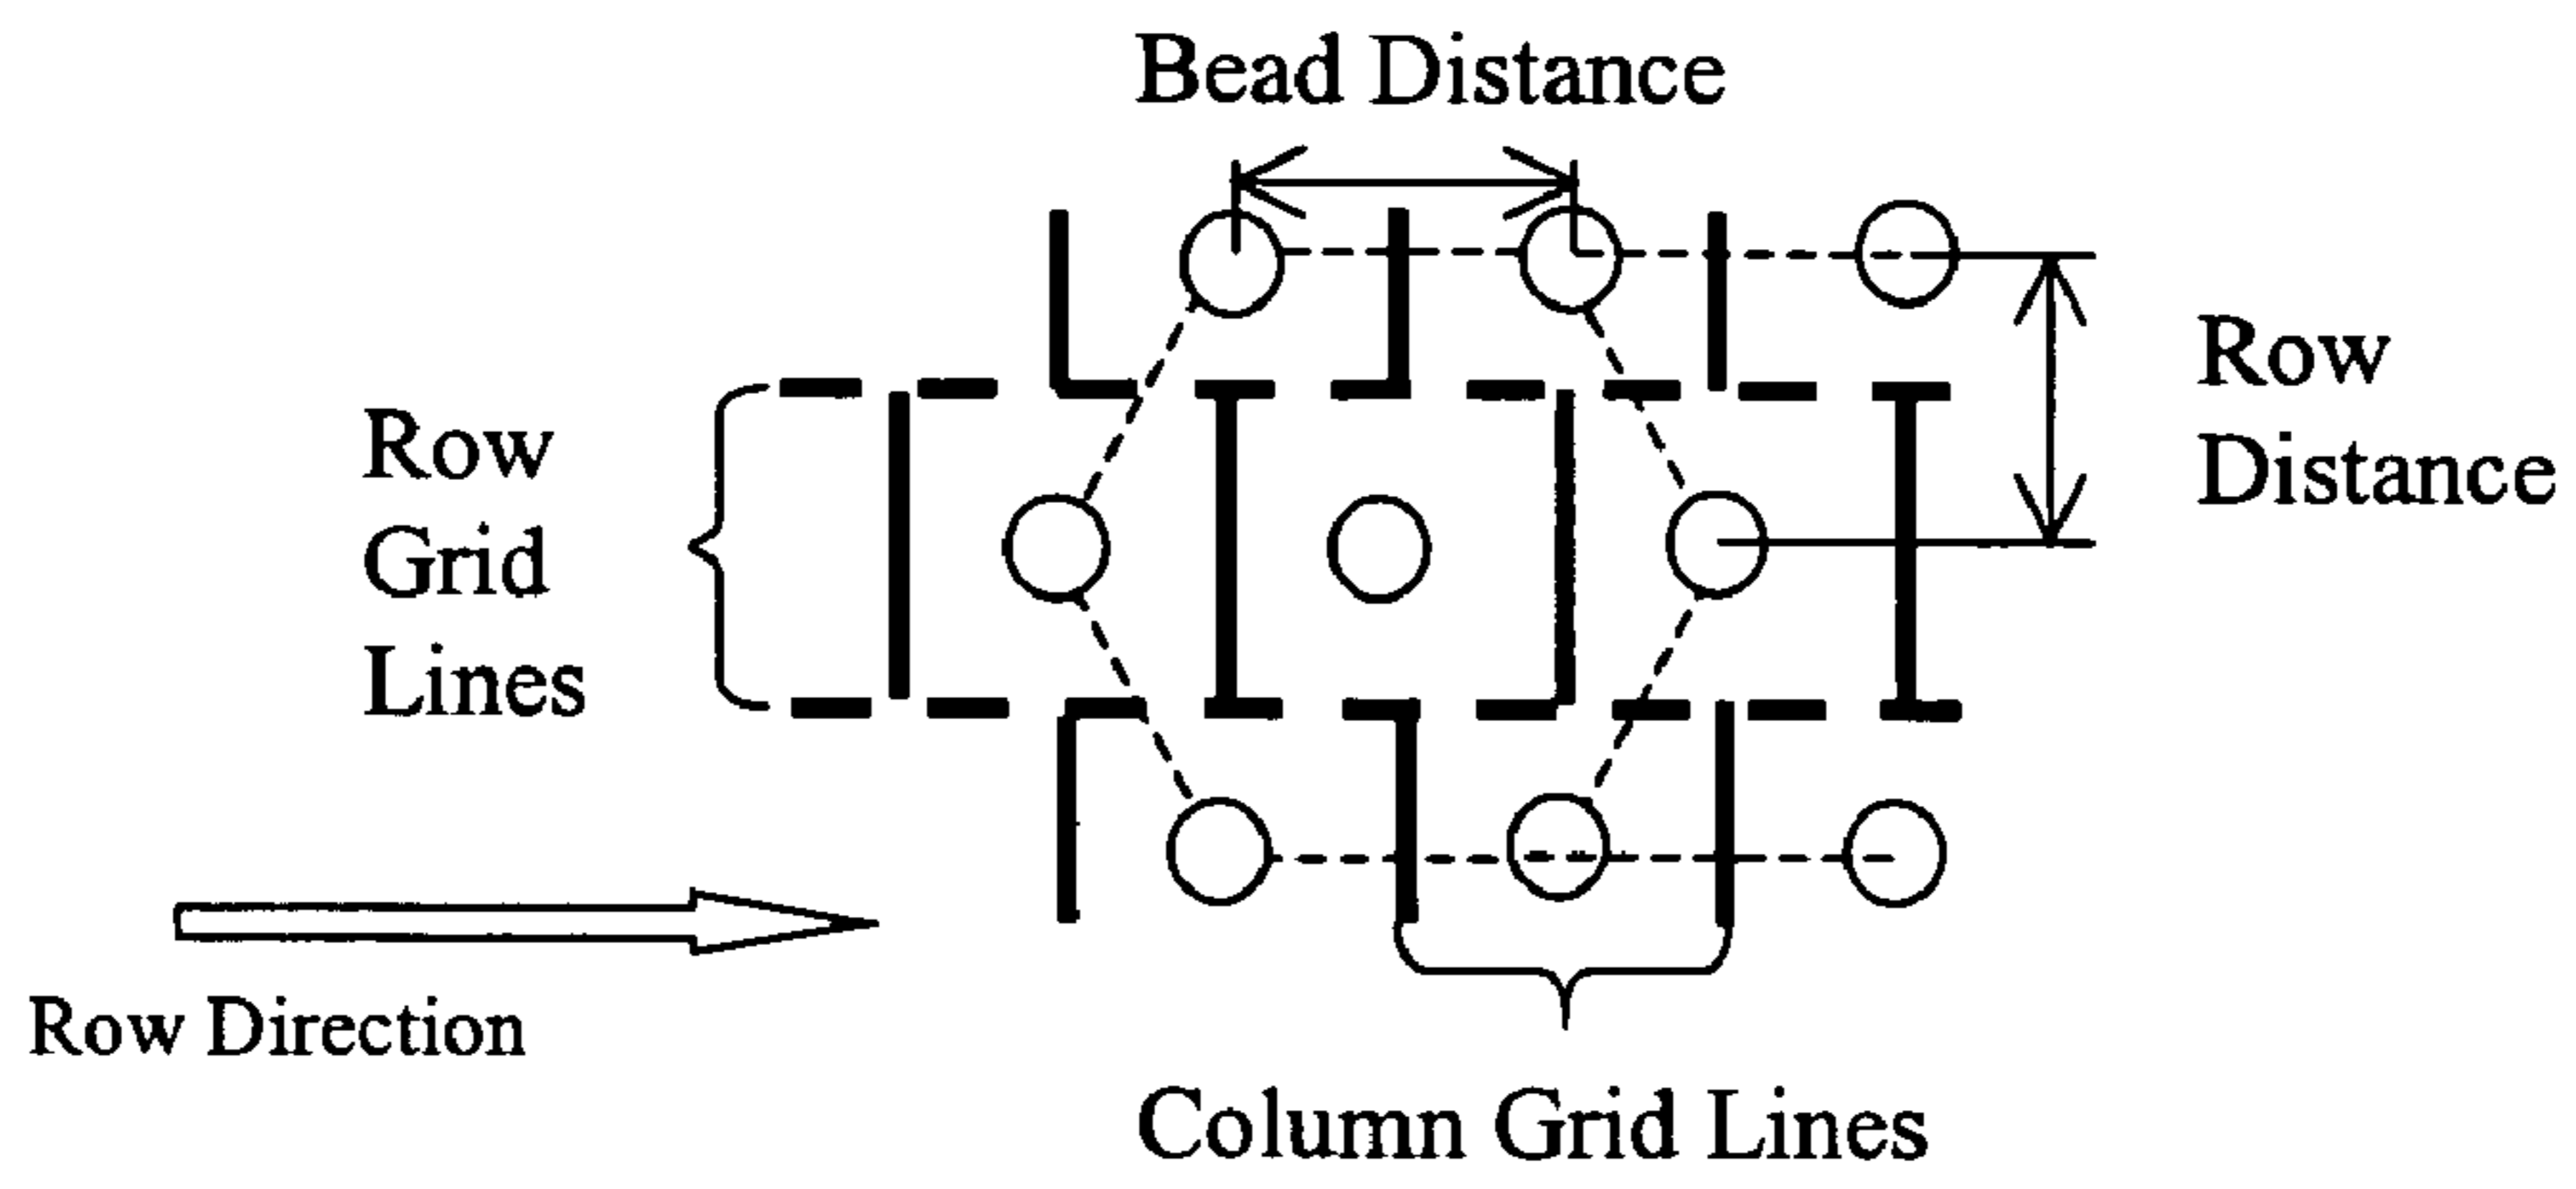 Bead Distance
Row
Distance
Row
Grid
Lines
Row Direction
Column Grid Lines